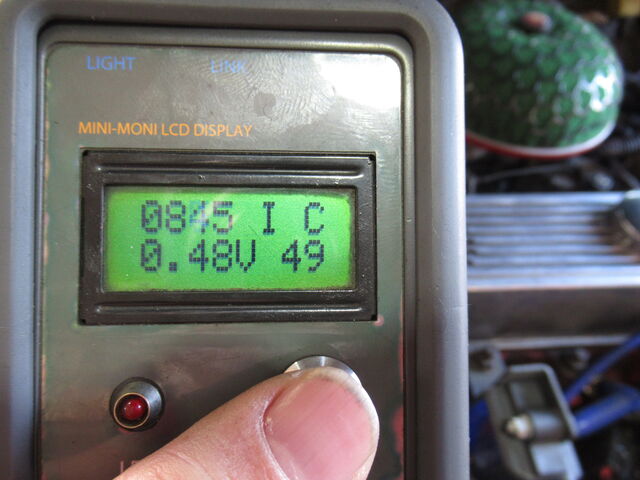 LIGHT LINK
MINI-MONI LCD DISPLAY
0845 I C
0.48V 49